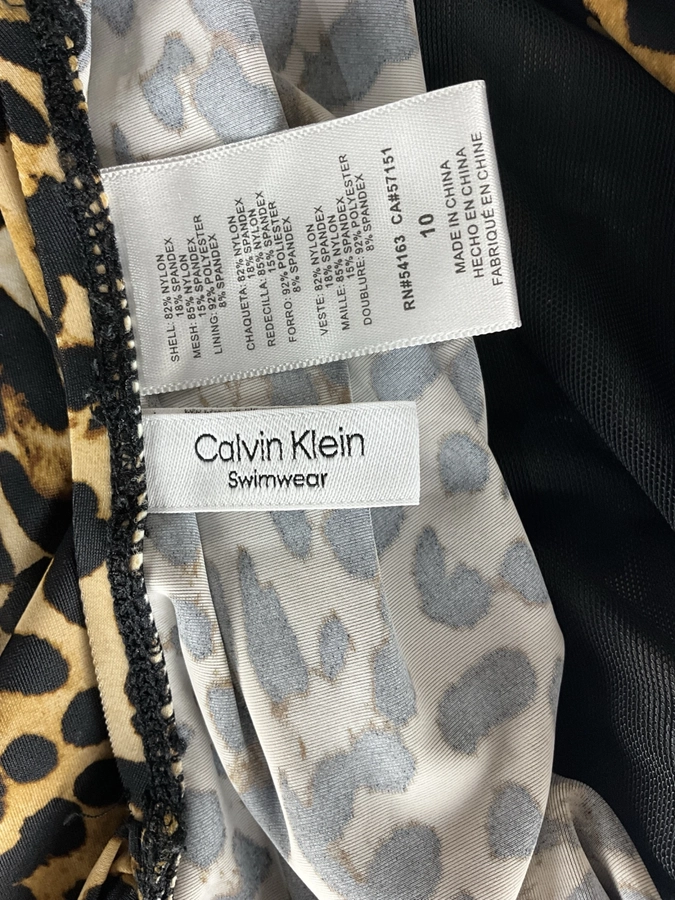 SHELL: 82% NYLON
18% SPANDEX
MESH: 85% NYLON
15% SPANDEX
LINING: 92% POLYESTER
8% SPANDEX
CHAQUETA: 82% NYLON
18% SPANDEX
REDECILLA: 85% NYLON
15% SPANDEX
FORRO: 92% POLIESTER
8% SPANDEX
VESTE: 82% NYLON
18% SPANDEX
MAILLE: 85% NYLON
15% SPANDEX
DOUBLURE: 92% POLYESTER
8% SPANDEX
RN#54163 CA#57151
10
MADE IN CHINA
HECHO EN CHINA
FABRIQUÉ EN CHINE
Calvin Klein
Swimwear